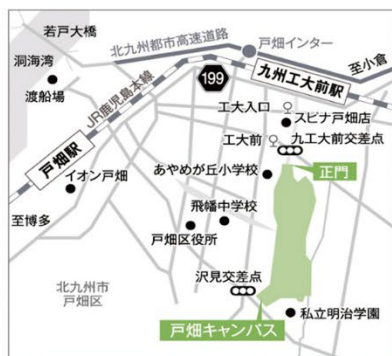 若戸大橋
北九州都市高速道路
戸畑インター
至小倉
洞海湾
渡船場
JR鹿児島本線
199
九州工大前駅
工大入口
スピナ戸畑店
工大前
九工大前交差点
戸畑駅
イオン戸畑
あやめが丘小学校
正門
至博多
飛幡中学校
戸畑区役所
沢見交差点
北九州市
戸畑区
私立明治学園
戸畑キャンパス